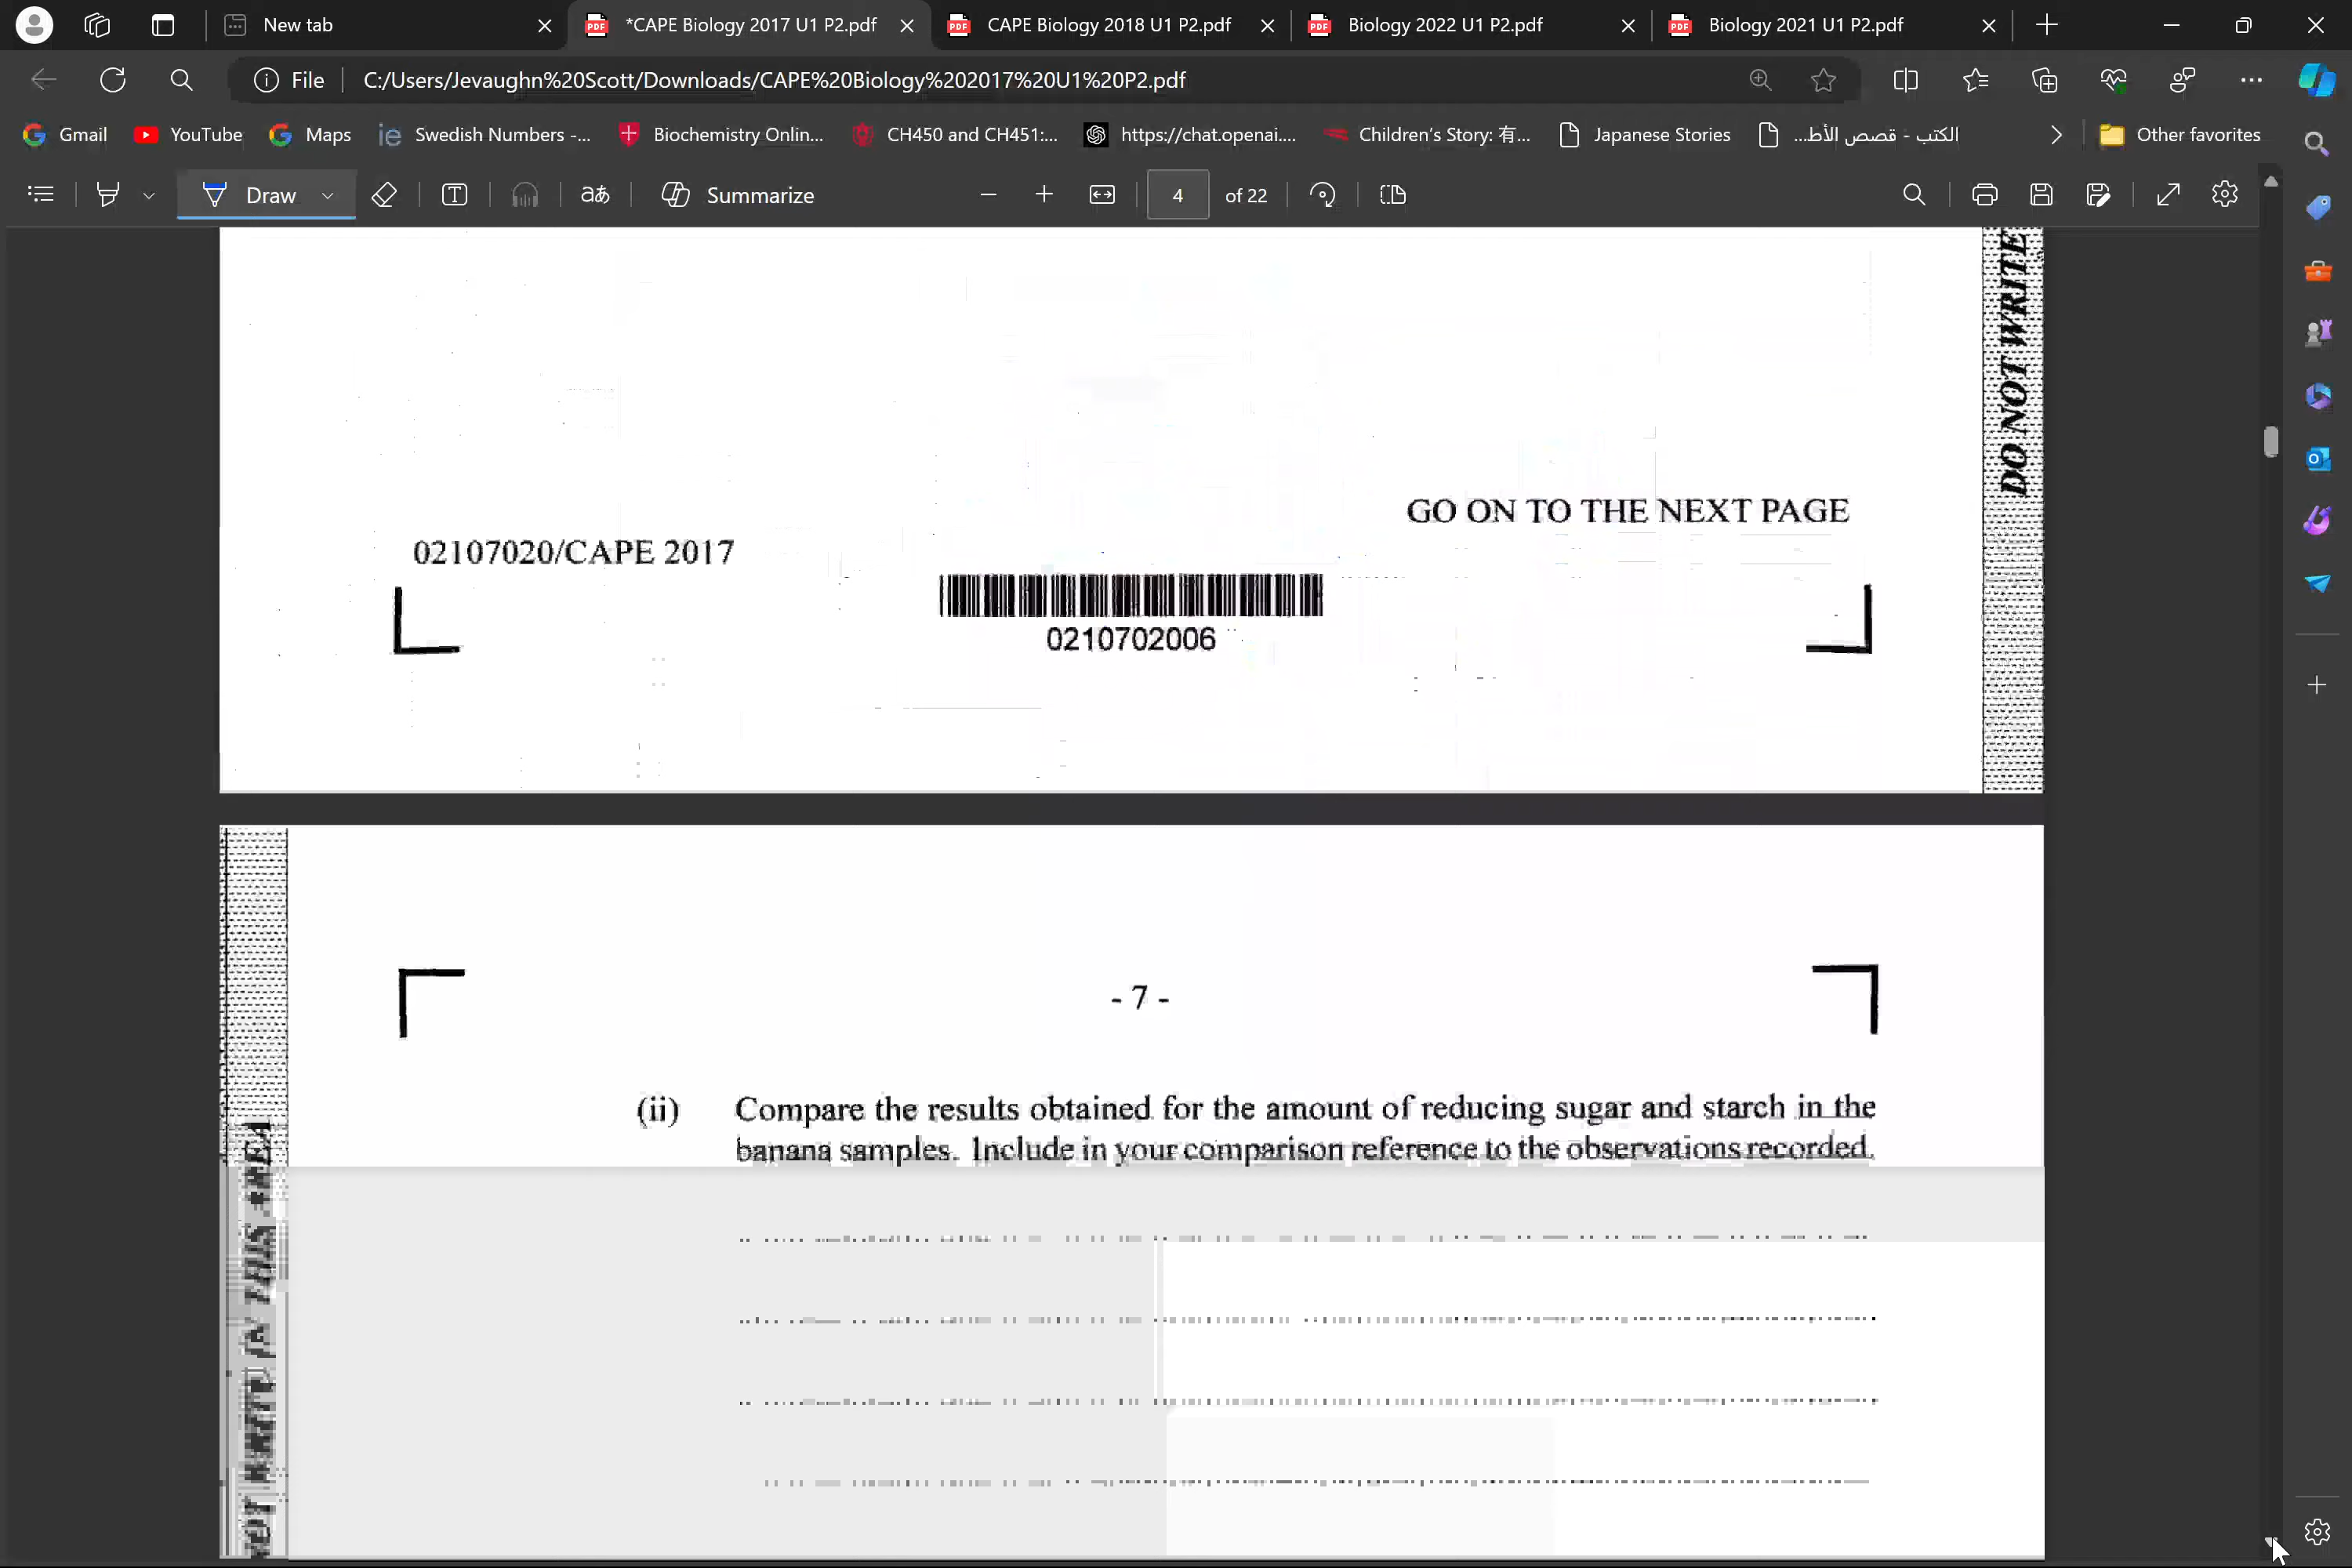 New tab
*CAPE Biology 2017 U1 P2.pdf
CAPE Biology 2018 U1 P2.pdf
Biology 2022 U1 P2.pdf
Biology 2021 U1 P2.pdf
File
C:/Users/Jevaughn%20Scott/Downloads/CAPE%20Biology%202017%20U1%20P2.pdf
Gmail
YouTube
Maps
Swedish Numbers -...
Biochemistry Onlin...
CH450 and CH451:...
https://chat.openai....
Children's Story: 有...
Japanese Stories
الكتب - قصص الأط...
Other favorites
Draw
Summarize
4
of 22
DO NOT WRITE
GO ON TO THE NEXT PAGE
02107020/CAPE 2017
0210702006
- 7 -
(ii) Compare the results obtained for the amount of reducing sugar and starch in the
banana samples. Include in your comparison reference to the observations recorded.